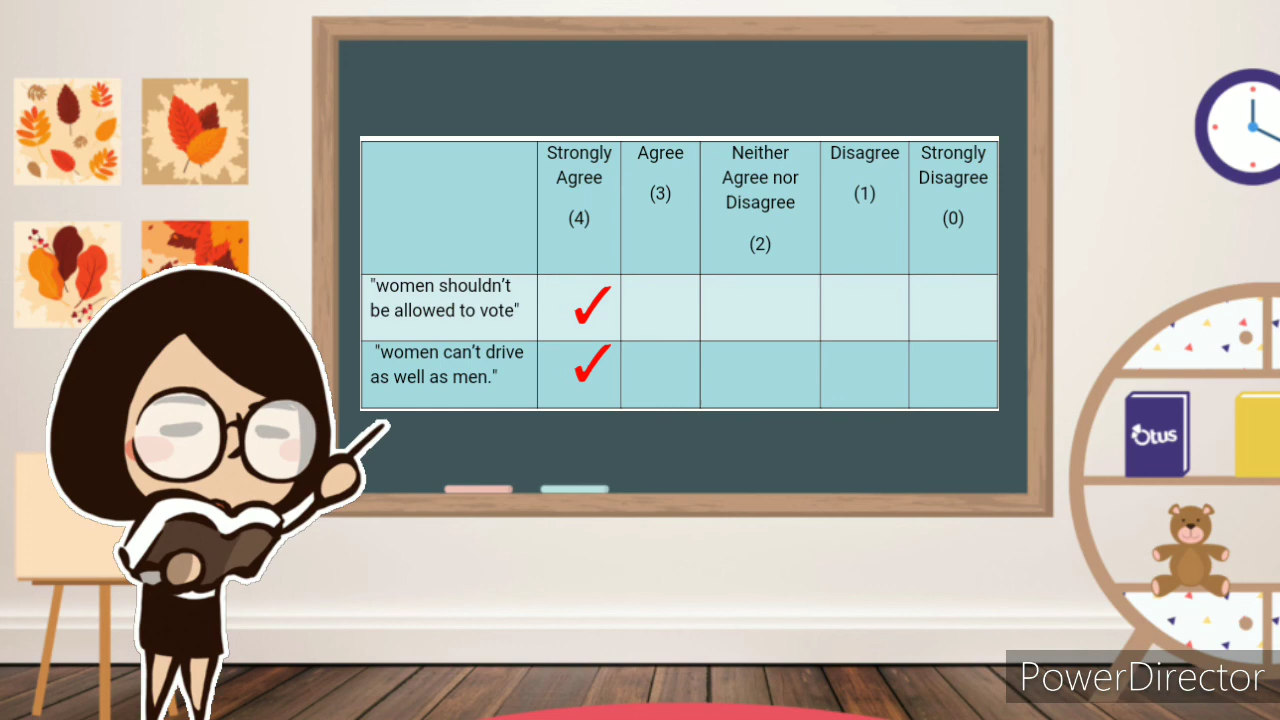 Strongly Agree (4)
Agree (3)
Neither Agree nor Disagree (2)
Disagree (1)
Strongly Disagree (0)
"women shouldn’t
be allowed to vote"
"women can’t drive
as well as men."
Otus
PowerDirector